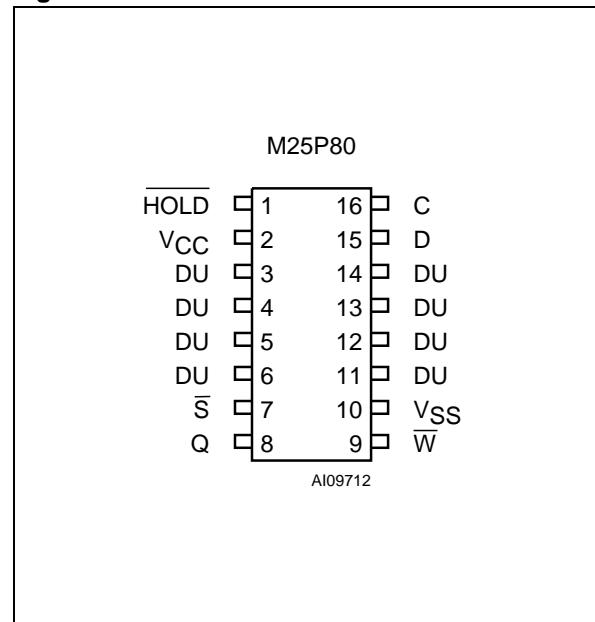 M25P80
HOLD 1 16 C
VCC 2 15 D
DU 3 14 DU
DU 4 13 DU
DU 5 12 DU
DU 6 11 DU
S 7 10 VSS
Q 8 9 W
AI09712